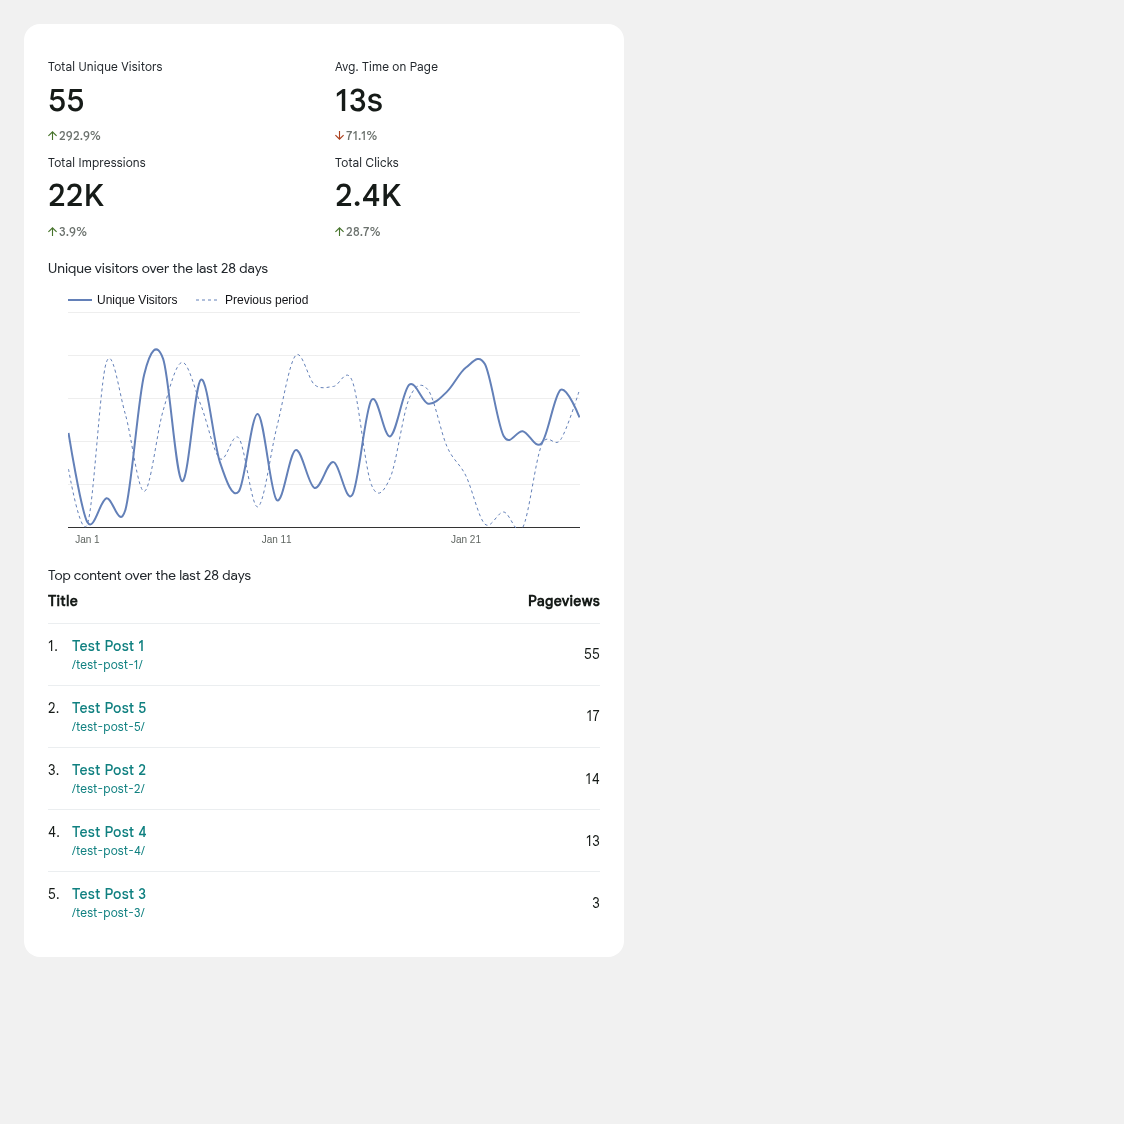 Total Unique Visitors
55
↑292.9%
Avg. Time on Page
13s
↓71.1%
Total Impressions
22K
↑3.9%
Total Clicks
2.4K
↑28.7%
Unique visitors over the last 28 days
Unique Visitors
Previous period
Jan 1
Jan 11
Jan 21
Top content over the last 28 days
Title Pageviews
1. Test Post 1
/test-post-1/
55
2. Test Post 5
/test-post-5/
17
3. Test Post 2
/test-post-2/
14
4. Test Post 4
/test-post-4/
13
5. Test Post 3
/test-post-3/
3